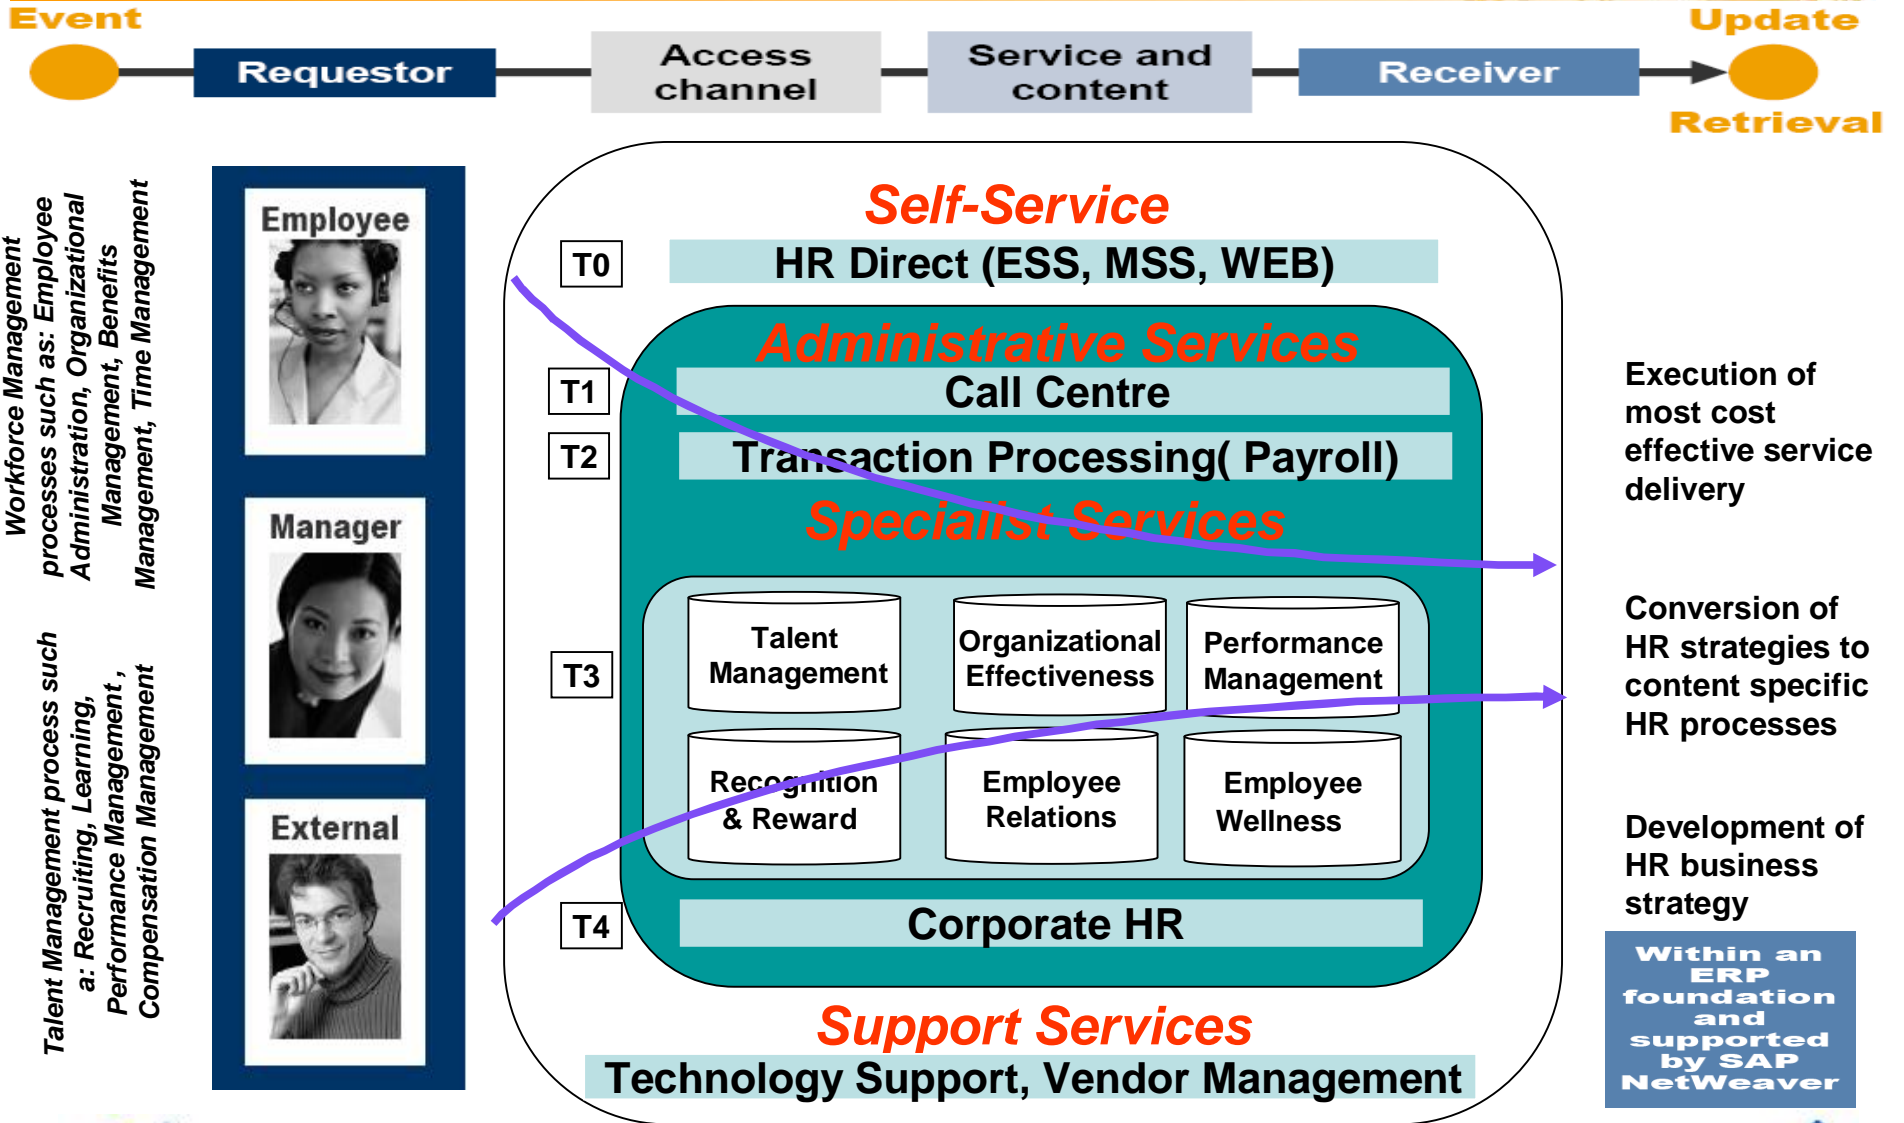 Event
Update
Requestor
Access
channel
Service and
content
Receiver
Retrieval
Workforce Management
processes such as: Employee
Administration, Organizational
Management, Benefits
Management, Time Management
Talent Management process such
a: Recruiting, Learning,
Performance Management ,
Compensation Management
Employee
Manager
External
Self-Service
T0
HR Direct (ESS, MSS, WEB)
Administrative Services
T1
Call Centre
T2
Transaction Processing( Payroll)
Specialist Services
T3
Talent
Management
Organizational
Effectiveness
Performance
Management
Recognition
& Reward
Employee
Relations
Employee
Wellness
T4
Corporate HR
Support Services
Technology Support, Vendor Management
Execution of
most cost
effective service
delivery
Conversion of
HR strategies to
content specific
HR processes
Development of
HR business
strategy
Within an
ERP
foundation
and
supported
by SAP
NetWeaver